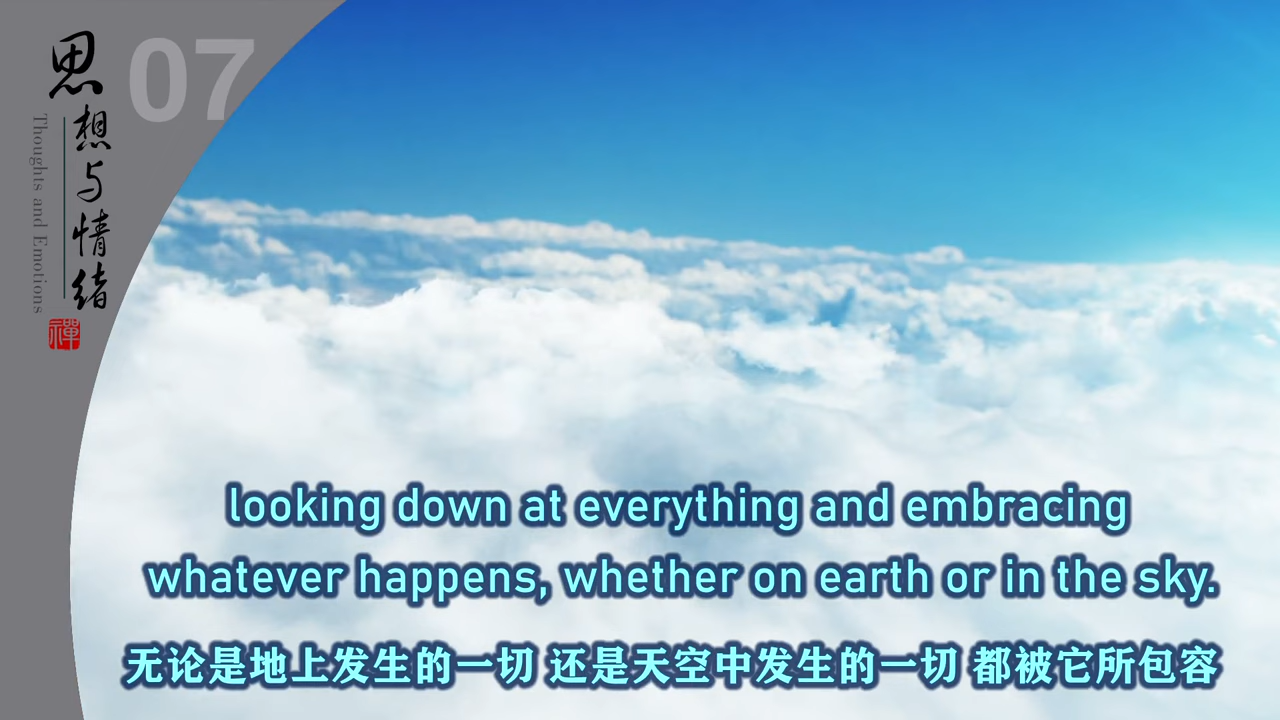 思想与情绪
Thoughts and Emotions
禪
07
looking down at everything and embracing
whatever happens, whether on earth or in the sky.
无论是地上发生的一切 还是天空中发生的一切 都被它所包容